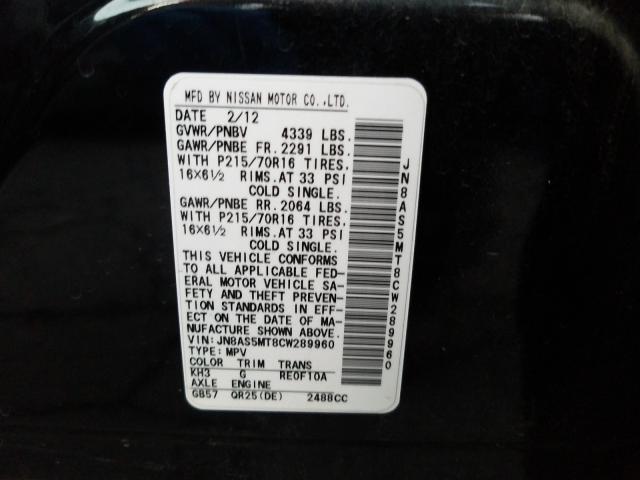 MFD BY NISSAN MOTOR CO.,LTD.
DATE 2/12
GVWR/PNBV 4339 LBS.
GAWR/PNBE FR.2291 LBS.
WITH P215/70R16 TIRES.
16X6½ RIMS.AT 33 PSI
COLD SINGLE.
GAWR/PNBE RR.2064 LBS.
WITH P215/70R16 TIRES.
16X6½ RIMS.AT 33 PSI
COLD SINGLE.
THIS VEHICLE CONFORMS
TO ALL APPLICABLE FED-
ERAL MOTOR VEHICLE SA-
FETY AND THEFT PREVEN-
TION STANDARDS IN EFF-
ECT ON THE DATE OF MA-
NUFACTURE SHOWN ABOVE.
VIN:JN8AS5MT8CW289960
TYPE:MPV
COLOR TRIM TRANS
KH3 G RE0F10A
AXLE ENGINE
GB57 QR25(DE) 2488CC
JN8AS5MT8CW289960